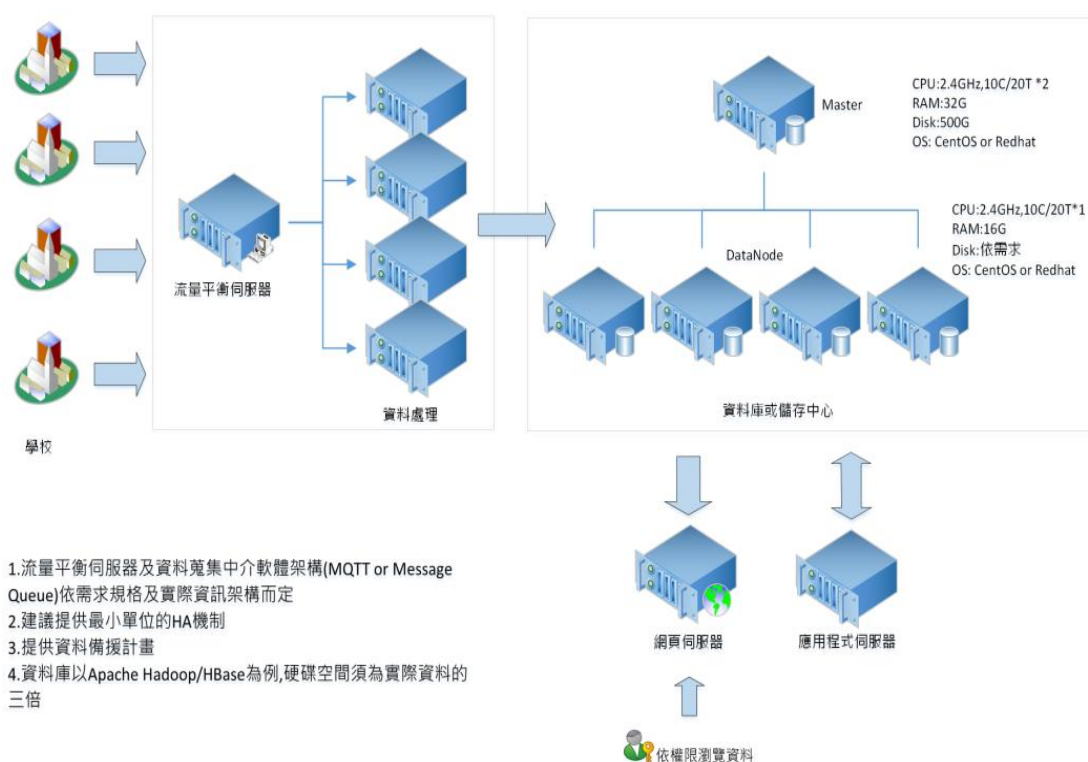 學校
流量平衡伺服器
資料處理
Master
CPU:2.4GHz,10C/20T *2
RAM:32G
Disk:500G
OS: CentOS or Redhat
DataNode
CPU:2.4GHz,10C/20T*1
RAM:16G
Disk:依需求
OS: CentOS or Redhat
資料庫或儲存中心
網頁伺服器
應用程式伺服器
依權限瀏覽資料
1.流量平衡伺服器及資料蒐集中介軟體架構(MQTT or Message
Queue)依需求規格及實際資訊架構而定
2.建議提供最小單位的HA機制
3.提供資料備援計畫
4.資料庫以Apache Hadoop/HBase為例,硬碟空間須為實際資料的
三倍